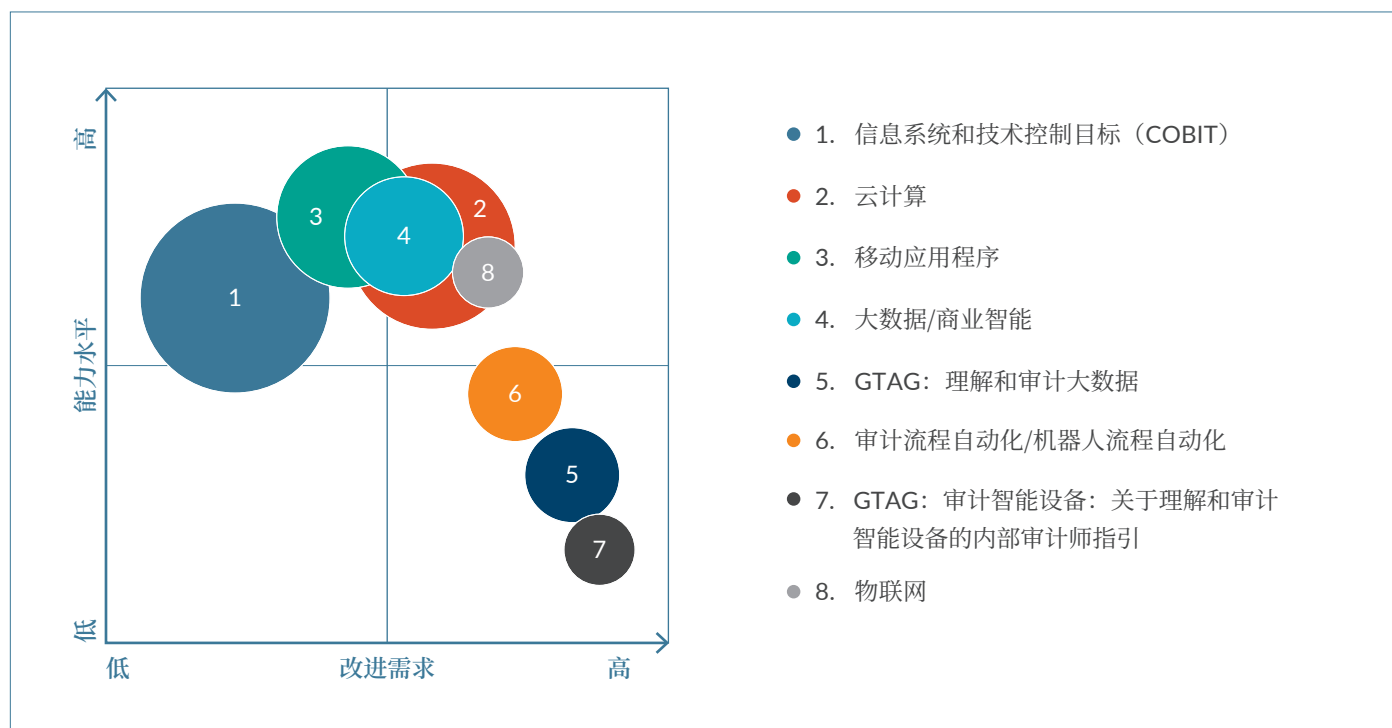 高
能力水平
低
低
改进需求
高
1
2
3
4
8
6
5
7
1. 信息系统和技术控制目标（COBIT）
2. 云计算
3. 移动应用程序
4. 大数据/商业智能
5. GTAG：理解和审计大数据
6. 审计流程自动化/机器人流程自动化
7. GTAG：审计智能设备：关于理解和审计
智能设备的内部审计师指引
8. 物联网